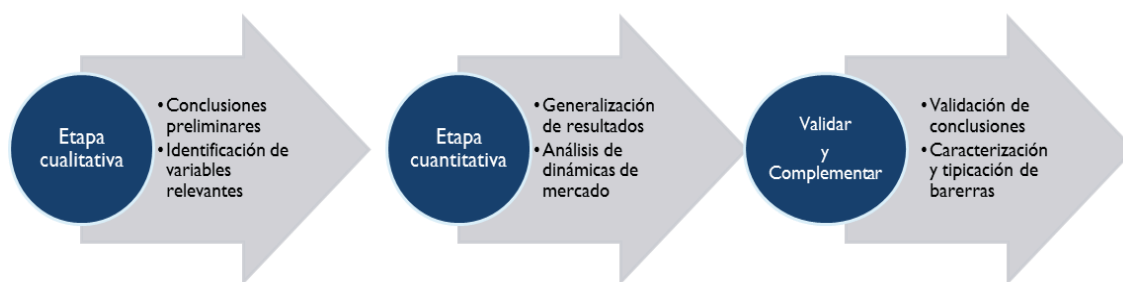 Etapa
cualitativa
• Conclusiones
preliminares
• Identificación de
variables
relevantes
Etapa
cuantitativa
• Generalización
de resultados
• Análisis de
dinámicas de
mercado
Validar
y
Complementar
• Validación de
conclusiones
• Caracterización
y tipicación de
barerras